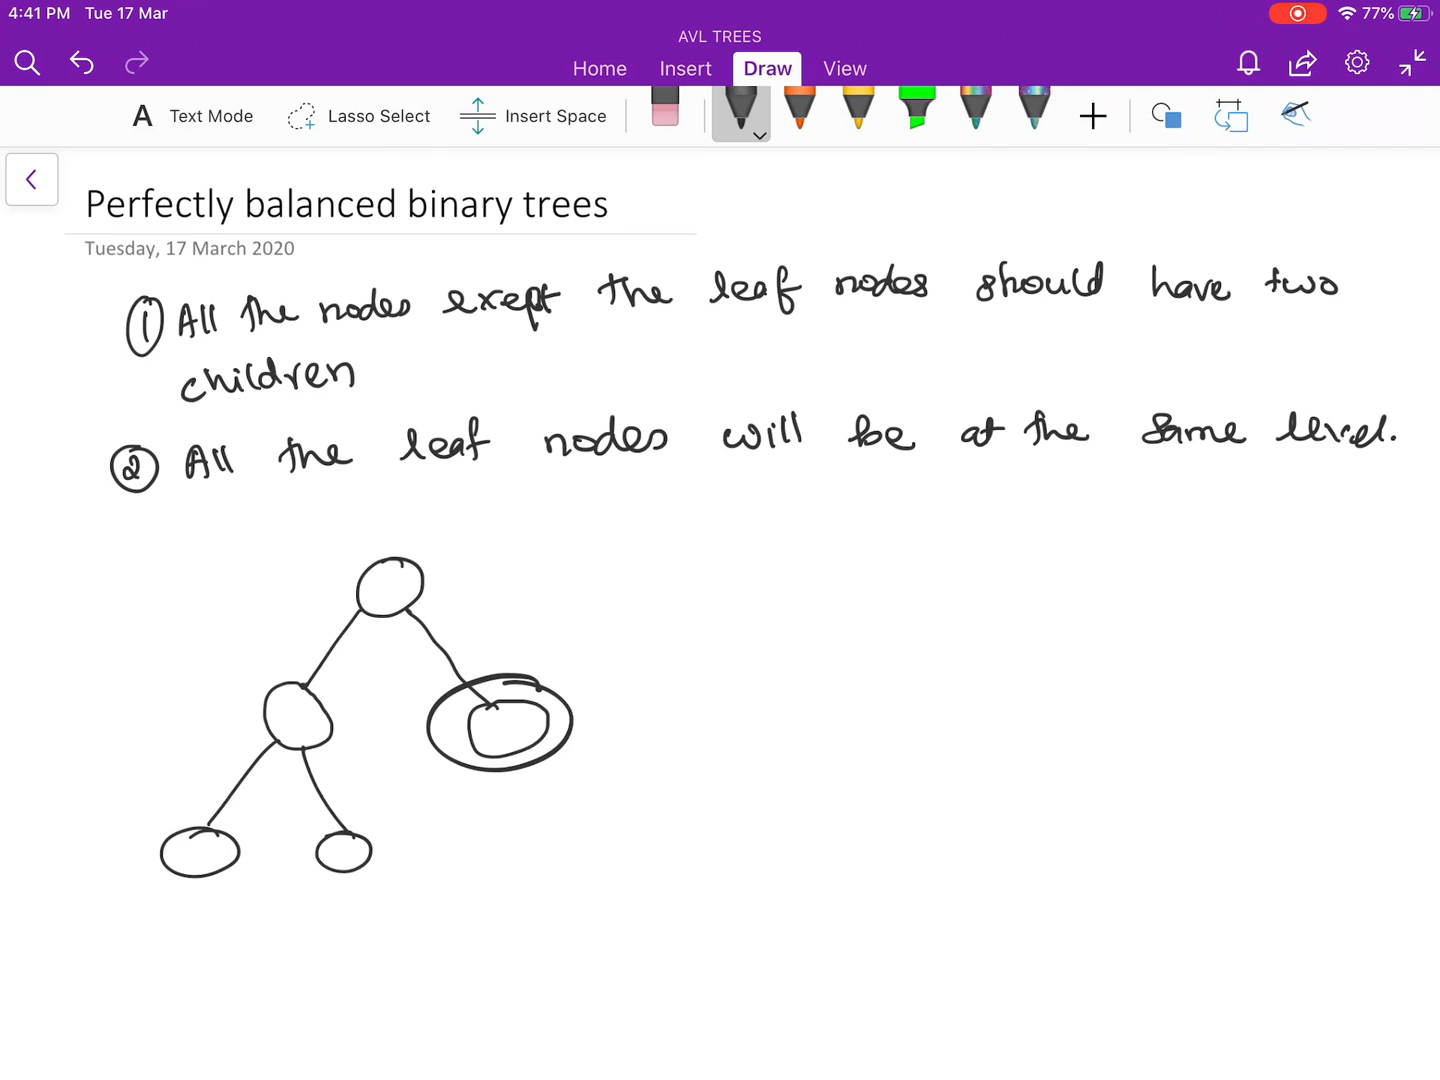 4:41 PM Tue 17 Mar
77%
AVL TREES
Home Insert Draw View
A Text Mode Lasso Select Insert Space
Perfectly balanced binary trees
Tuesday, 17 March 2020
① All the nodes exept the leaf nodes should have two
children
② All the leaf nodes will be at the same level.